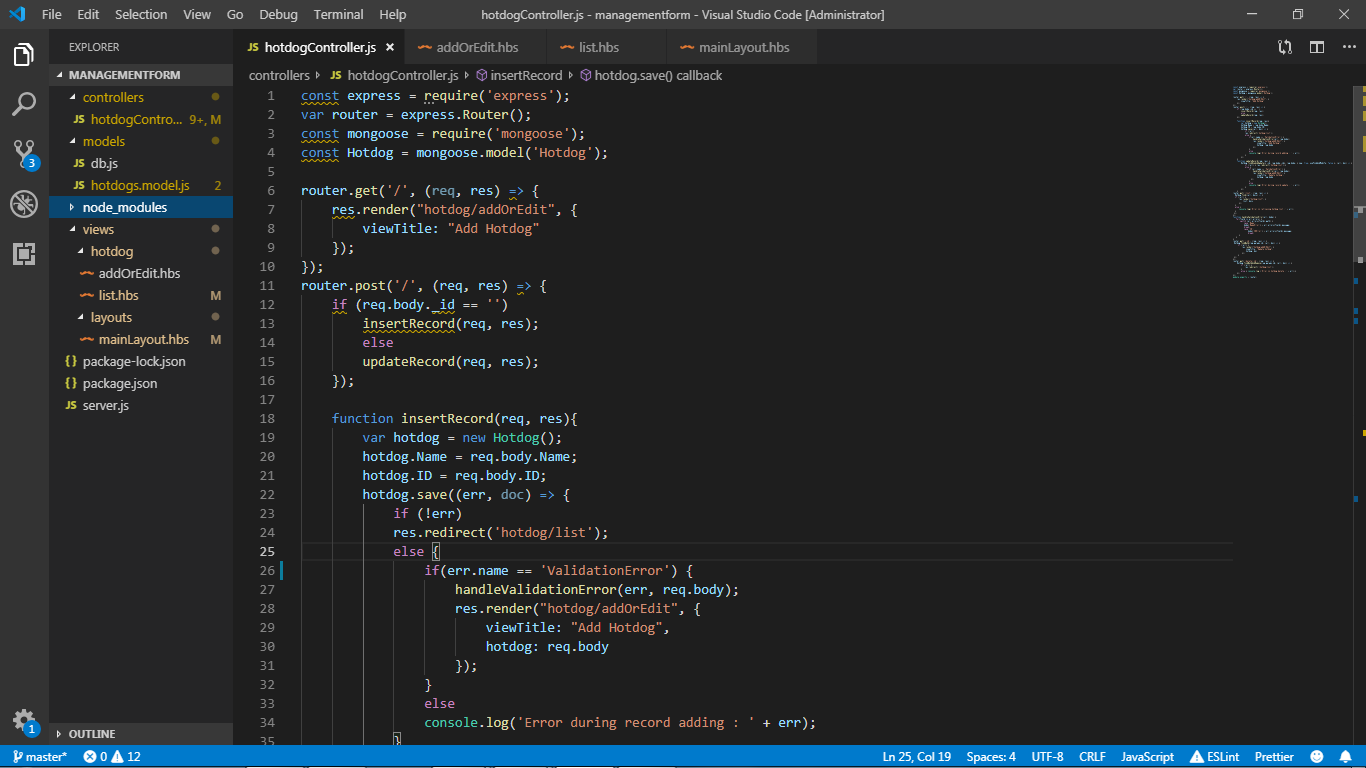 File Edit Selection View Go Debug Terminal Help hotdogController.js - managementform - Visual Studio Code [Administrator]
EXPLORER
MANAGEMENTFORM
controllers
JS hotdogContro... 9+, M
models
JS db.js
JS hotdogs.model.js 2
node_modules
views
hotdog
addOrEdit.hbs
list.hbs M
layouts
mainLayout.hbs M
{} package-lock.json
{} package.json
JS server.js
OUTLINE
3
1
JS hotdogController.js × addOrEdit.hbs list.hbs mainLayout.hbs
controllers JS hotdogController.js insertRecord hotdog.save() callback
1 const express = require('express');
2 var router = express.Router();
3 const mongoose = require('mongoose');
4 const Hotdog = mongoose.model('Hotdog');
5
6 router.get('/', (req, res) => {
7 res.render("hotdog/addOrEdit", {
8 viewTitle: "Add Hotdog"
9 });
10 });
11 router.post('/', (req, res) => {
12 if (req.body._id == '')
13 insertRecord(req, res);
14 else
15 updateRecord(req, res);
16 });
17
18 function insertRecord(req, res){
19 var hotdog = new Hotdog();
20 hotdog.Name = req.body.Name;
21 hotdog.ID = req.body.ID;
22 hotdog.save((err, doc) => {
23 if (!err)
24 res.redirect('hotdog/list');
25 else {
26 if(err.name == 'ValidationError') {
27 handleValidationError(err, req.body);
28 res.render("hotdog/addOrEdit", {
29 viewTitle: "Add Hotdog",
30 hotdog: req.body
31 });
32 }
33 else
34 console.log('Error during record adding : ' + err);
35 }
master* 0 12 Ln 25, Col 19 Spaces: 4 UTF-8 CRLF JavaScript ESLint Prettier